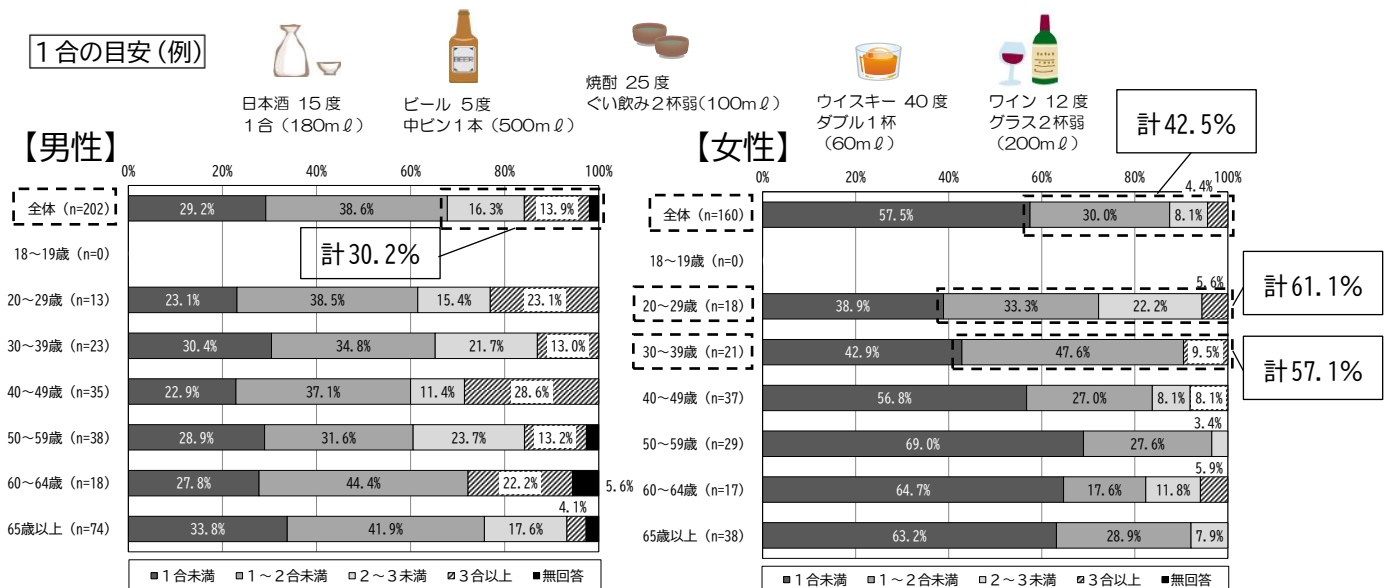 1合の目安(例)
日本酒 15度
1合(180mℓ)
ビール 5度
中ビン1本(500mℓ)
焼酎 25度
ぐい飲み2杯弱(100mℓ)
ウイスキー 40度
ダブル1杯
(60mℓ)
ワイン 12度
グラス2杯弱
(200mℓ)
【男性】
0% 20% 40% 60% 80% 100%
全体(n=202) 29.2% 38.6% 16.3% 13.9%
計30.2%
18~19歳(n=0)
20~29歳(n=13) 23.1% 38.5% 15.4% 23.1%
30~39歳(n=23) 30.4% 34.8% 21.7% 13.0%
40~49歳(n=35) 22.9% 37.1% 11.4% 28.6%
50~59歳(n=38) 28.9% 31.6% 23.7% 13.2%
60~64歳(n=18) 27.8% 44.4% 22.2% 5.6%
65歳以上(n=74) 33.8% 41.9% 17.6% 4.1%
■1合未満 ■1~2合未満 □2~3未満 3合以上 ■無回答
【女性】
計42.5%
0% 20% 40% 60% 80% 100%
全体(n=160) 57.5% 30.0% 8.1% 4.4%
18~19歳(n=0)
20~29歳(n=18) 38.9% 33.3% 22.2% 5.6%
計61.1%
30~39歳(n=21) 42.9% 47.6% 9.5%
計57.1%
40~49歳(n=37) 56.8% 27.0% 8.1% 8.1%
50~59歳(n=29) 69.0% 27.6% 3.4%
60~64歳(n=17) 64.7% 17.6% 11.8% 5.9%
65歳以上(n=38) 63.2% 28.9% 7.9%
■1合未満 ■1~2合未満 □2~3未満 3合以上 ■無回答